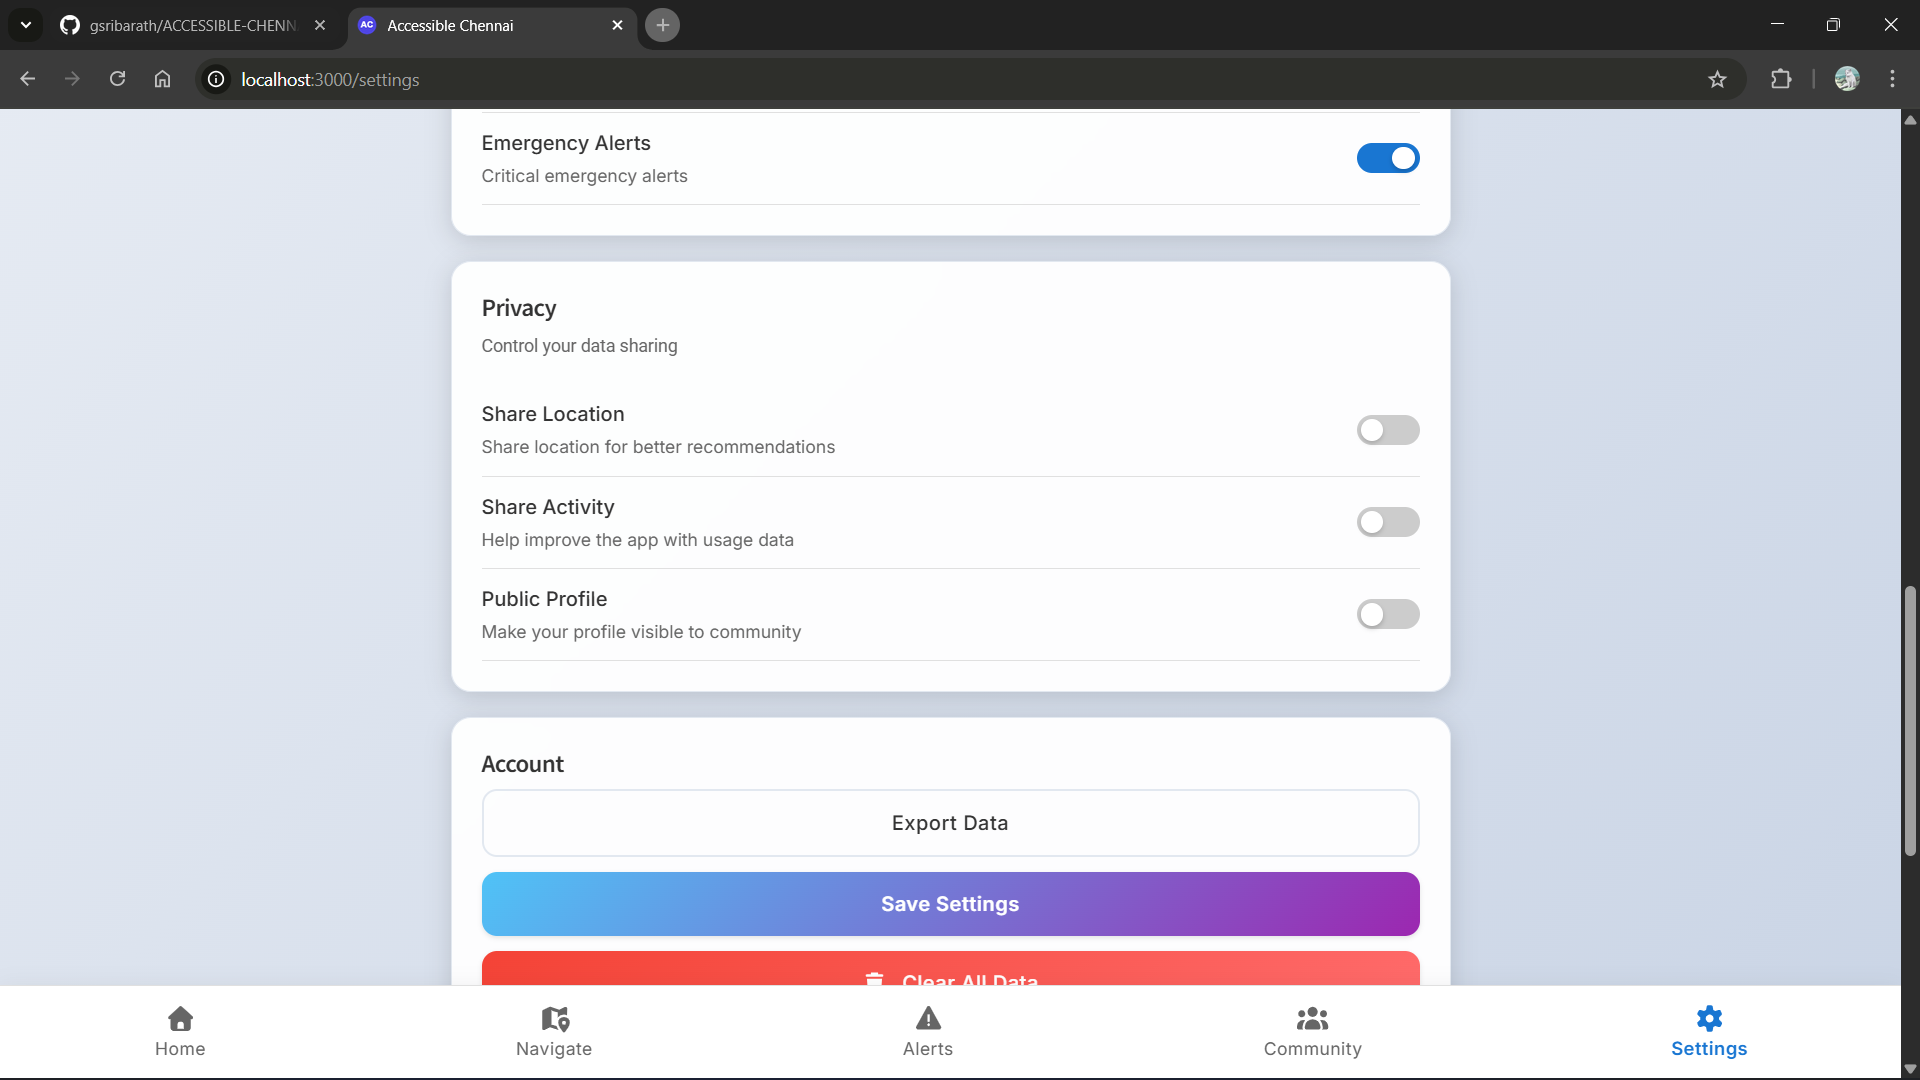 gsribarath/ACCESSIBLE-CHENN
AC Accessible Chennai
localhost:3000/settings
Emergency Alerts
Critical emergency alerts
Privacy
Control your data sharing
Share Location
Share location for better recommendations
Share Activity
Help improve the app with usage data
Public Profile
Make your profile visible to community
Account
Export Data
Save Settings
Clear All Data
Home
Navigate
Alerts
Community
Settings